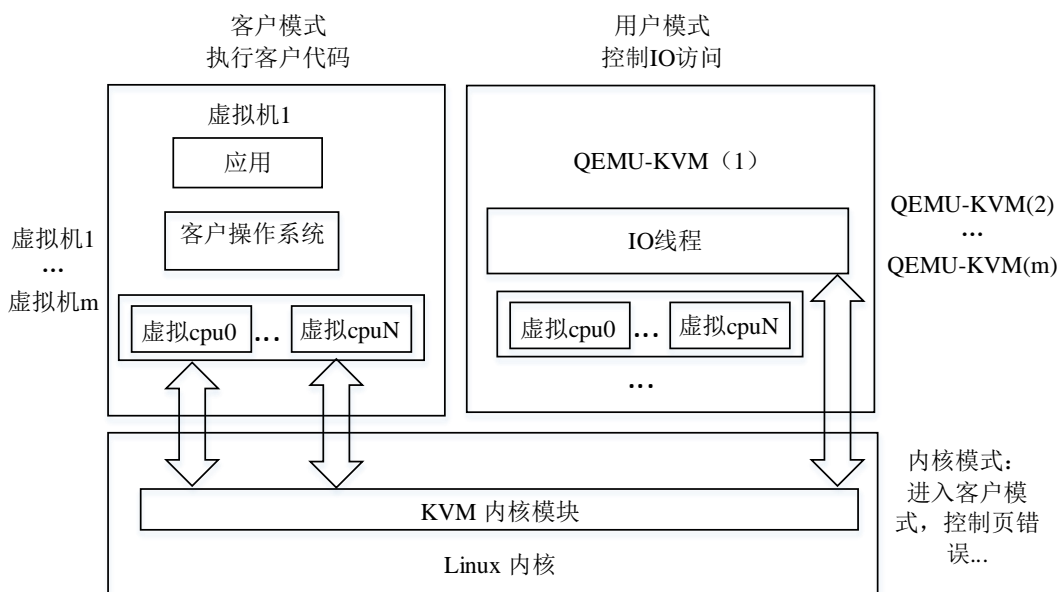 客户模式
执行客户代码
用户模式
控制IO访问
虚拟机1
应用
客户操作系统
虚拟cpu0
...
虚拟cpuN
虚拟机1
...
虚拟机m
QEMU-KVM（1）
IO线程
虚拟cpu0
...
虚拟cpuN
...
QEMU-KVM(2)
...
QEMU-KVM(m)
KVM 内核模块
Linux 内核
内核模式：
进入客户模
式，控制页错
误...